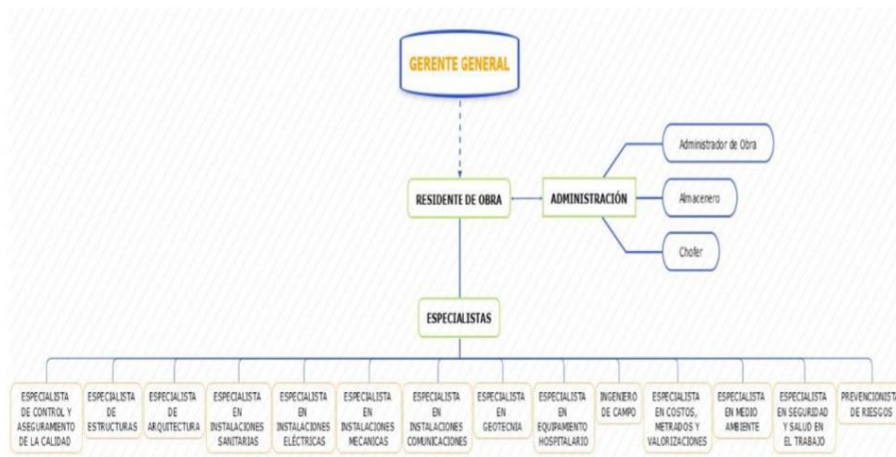 GERENTE GENERAL
Administrador de Obra
RESIDENTE DE OBRA
ADMINISTRACIÓN
Almacenero
Chofer
ESPECIALISTAS
ESPECIALISTA
DE CONTROL Y
ASEGURAMIENTO
DE LA CALIDAD
ESPECIALISTA
DE
ESTRUCTURAS
ESPECIALISTA
DE
ARQUITECTURA
ESPECIALISTA
EN
INSTALACIONES
SANITARIAS
ESPECIALISTA
EN
INSTALACIONES
ELÉCTRICAS
ESPECIALISTA
EN
INSTALACIONES
MECANICAS
ESPECIALISTA
EN
INSTALACIONES
COMUNICACIONES
ESPECIALISTA
EN
GEOTECNIA
ESPECIALISTA
EN
EQUIPAMIENTO
HOSPITALARIO
INGENIERO
DE CAMPO
ESPECIALISTA
EN COSTOS,
METRADOS Y
VALORIZACIONES
ESPECIALISTA
EN MEDIO
AMBIENTE
ESPECIALISTA
EN SEGURIDAD
Y SALUD EN
EL TRABAJO
PREVENCIONISTA
DE RIESGOS